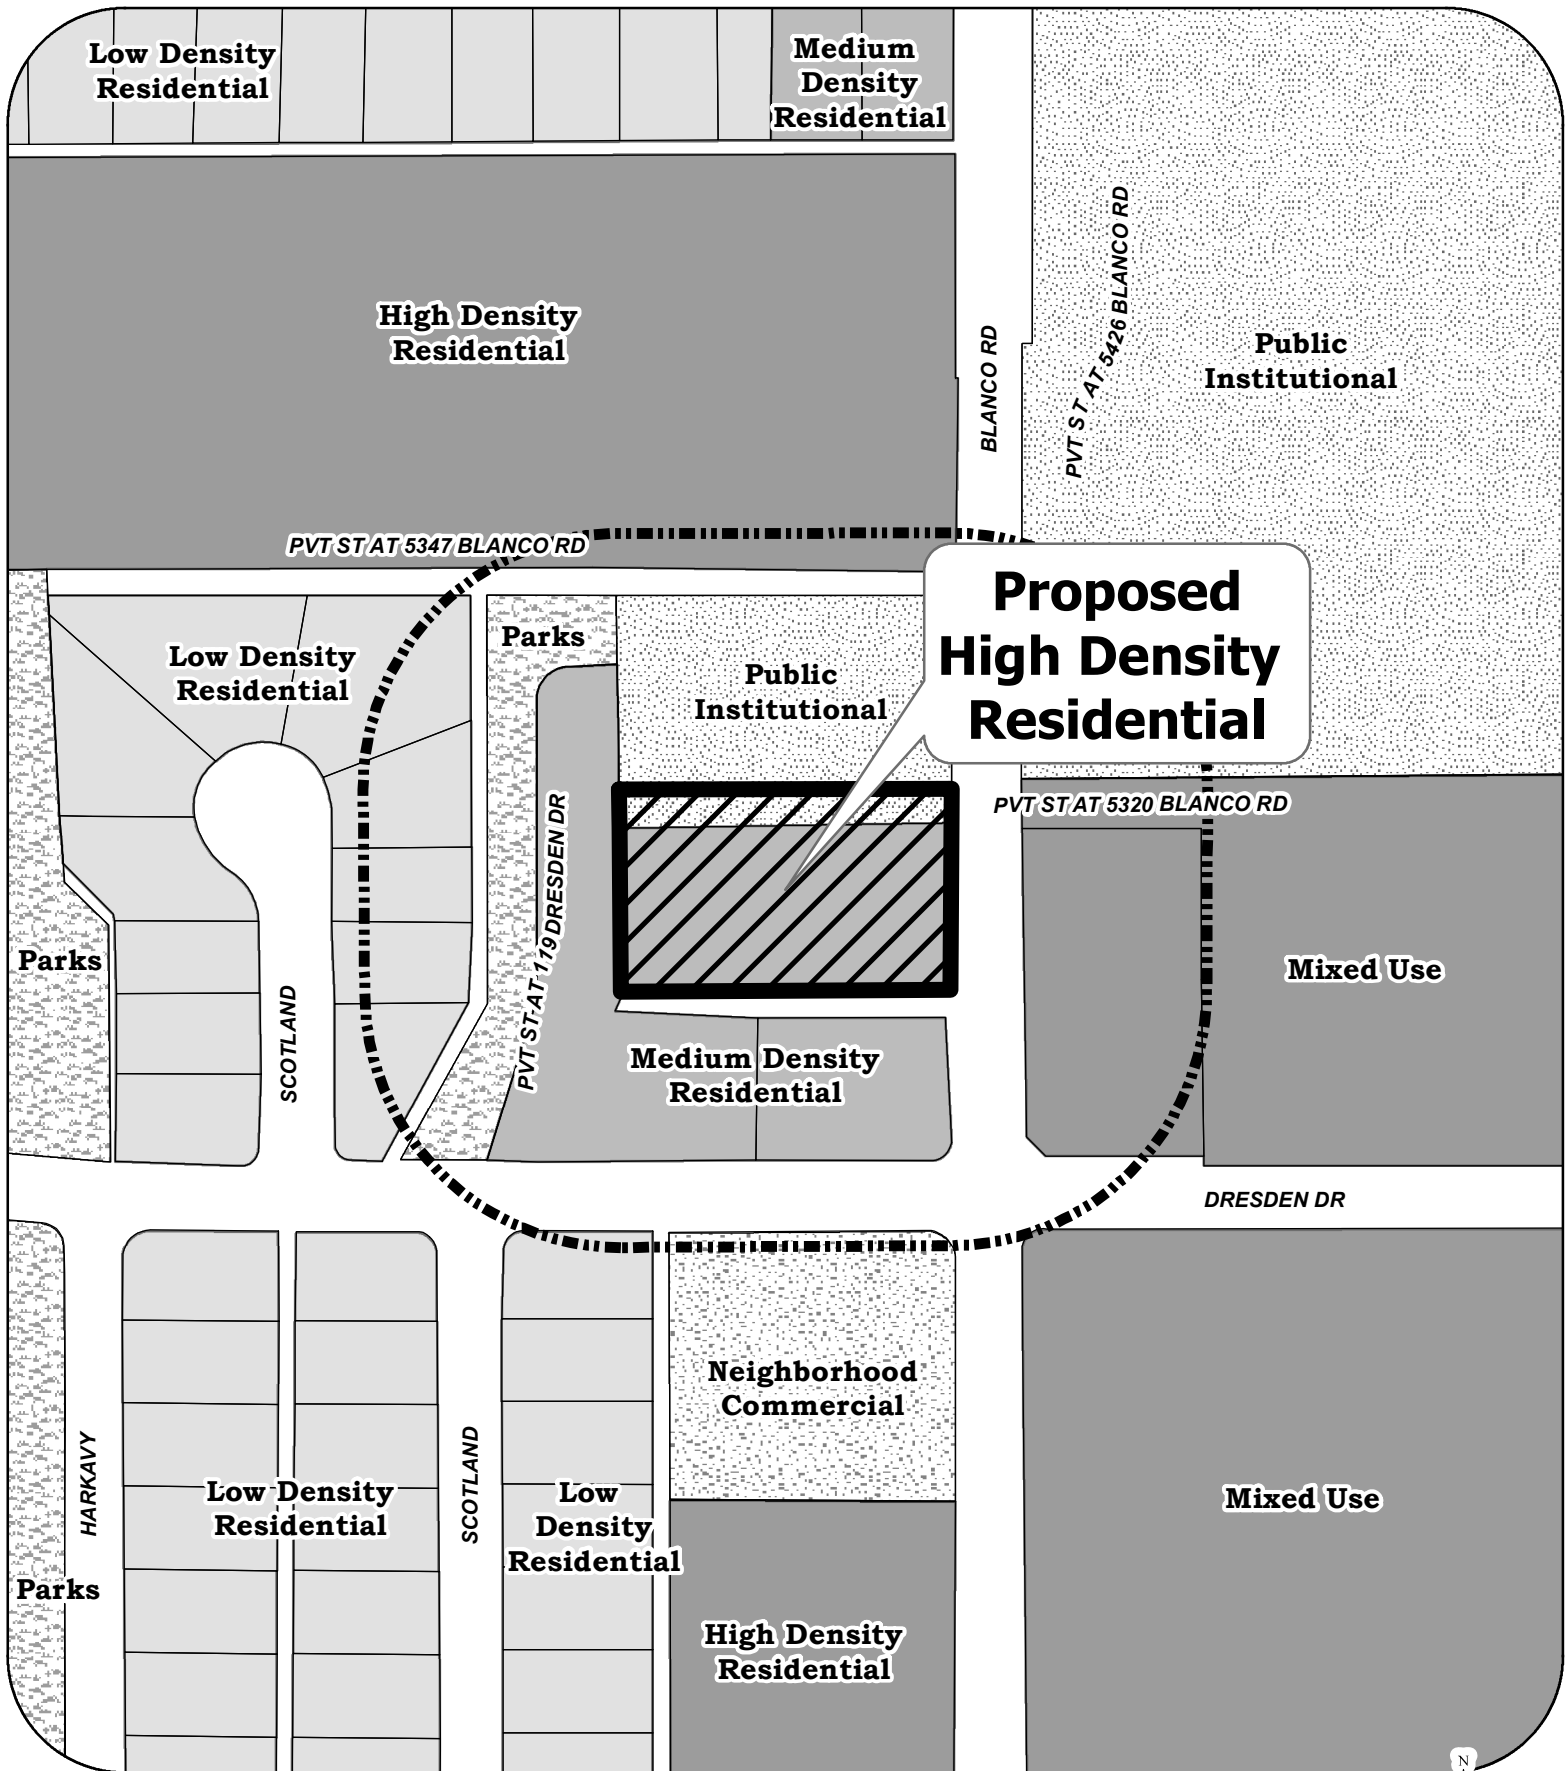 Low Density
Residential
Medium
Density
Residential
High Density
Residential
BLANCO RD
PVT ST AT 5426 BLANCO RD
Public
Institutional
PVT ST AT 5347 BLANCO RD
Proposed
High Density
Residential
Parks
Low Density
Residential
Public
Institutional
PVT ST AT 5320 BLANCO RD
PVT ST AT 119 DRESDEN DR
Parks
Mixed Use
SCOTLAND
Medium Density
Residential
DRESDEN DR
Neighborhood
Commercial
HARKAVY
SCOTLAND
Low Density
Residential
Low
Density
Residential
Mixed Use
Parks
High Density
Residential
N